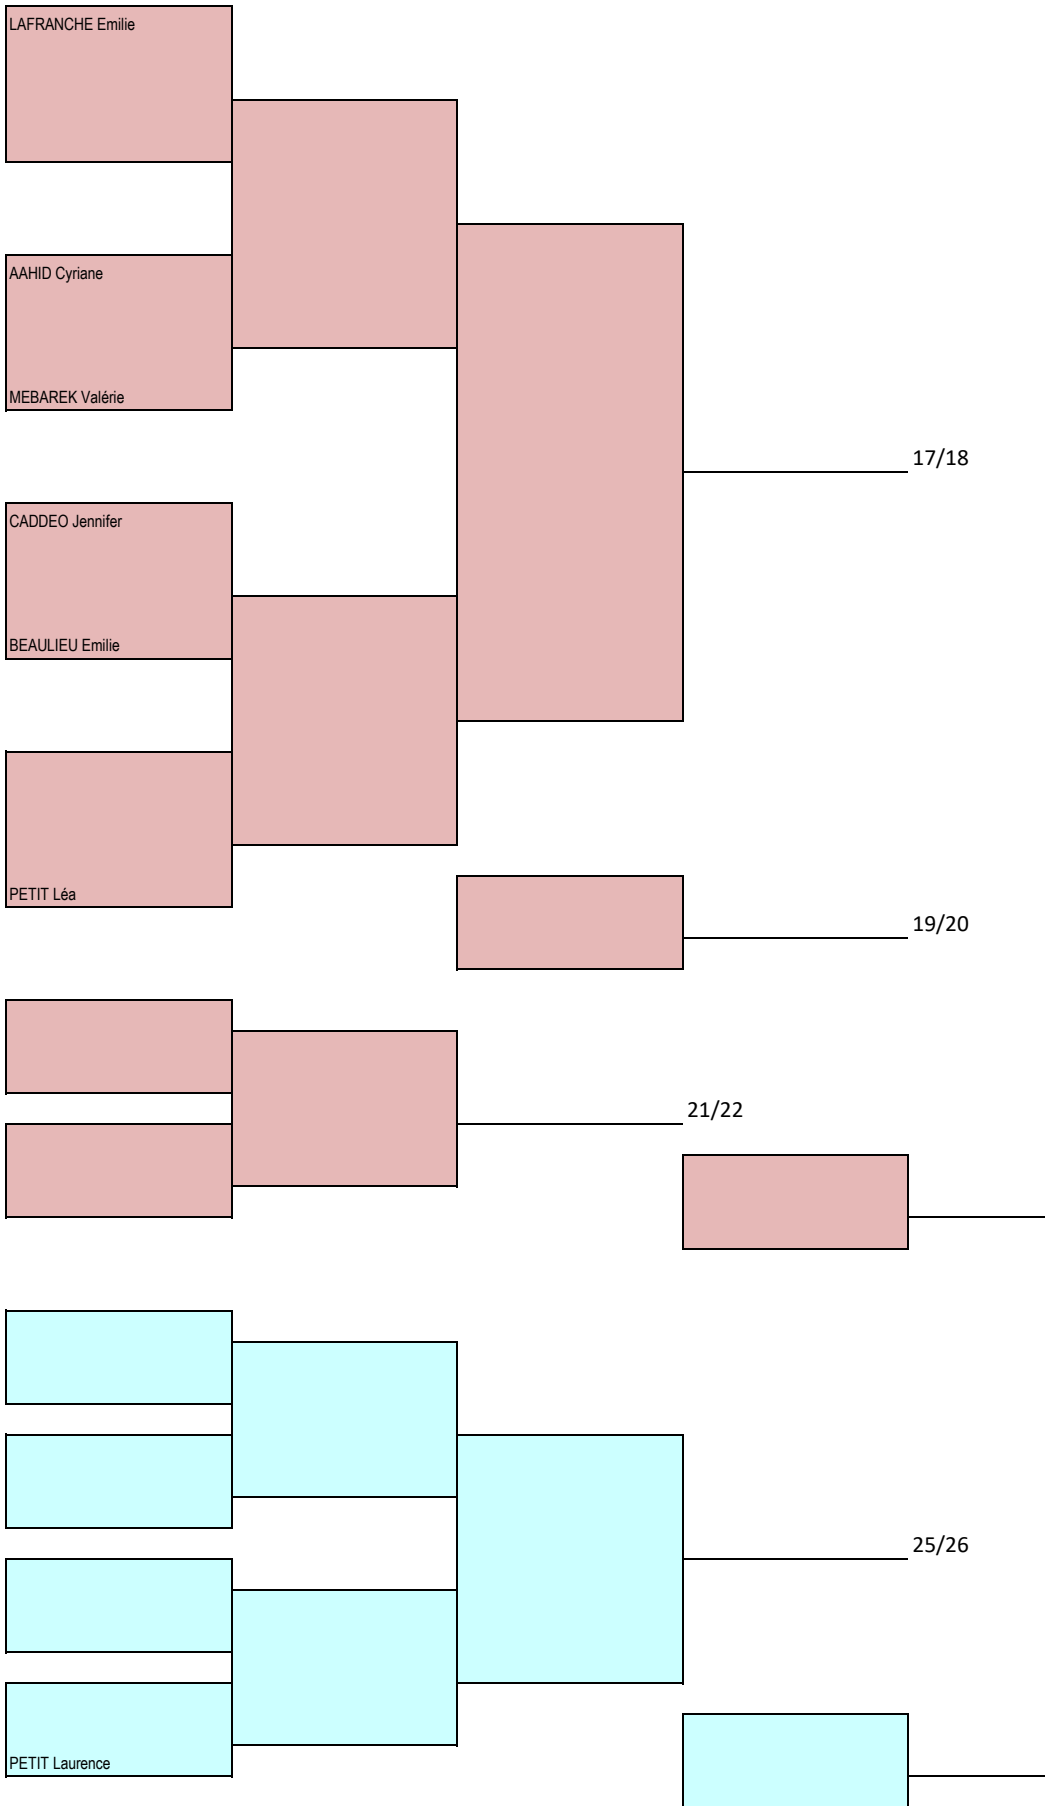 LAFRANCHE Emilie
AAHID Cyriane
MEBAREK Valérie
17/18
CADDEO Jennifer
BEAULIEU Emilie
PETIT Léa
19/20
21/22
25/26
PETIT Laurence